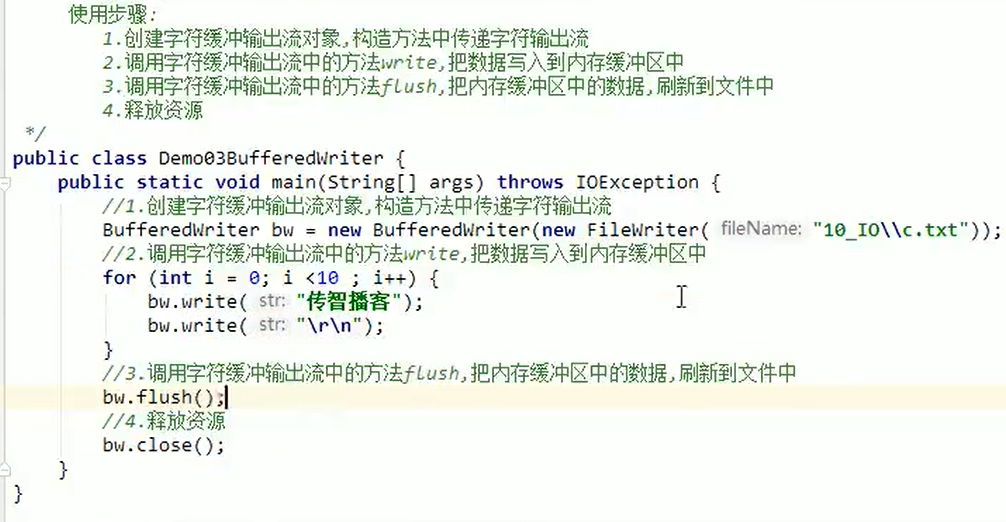 使用步骤:
1.创建字符缓冲输出流对象,构造方法中传递字符输出流
2.调用字符缓冲输出流中的方法write,把数据写入到内存缓冲区中
3.调用字符缓冲输出流中的方法flush,把内存缓冲区中的数据,刷新到文件中
4.释放资源
*/
public class Demo03BufferedWriter {
public static void main(String[] args) throws IOException {
//1.创建字符缓冲输出流对象,构造方法中传递字符输出流
BufferedWriter bw = new BufferedWriter(new FileWriter( fileName: "10_IO\\c.txt"));
//2.调用字符缓冲输出流中的方法write,把数据写入到内存缓冲区中
for (int i = 0; i <10 ; i++) {
bw.write( str: "传智播客");
bw.write( str: "\r\n");
}
//3.调用字符缓冲输出流中的方法flush,把内存缓冲区中的数据,刷新到文件中
bw.flush();
//4.释放资源
bw.close();
}
}